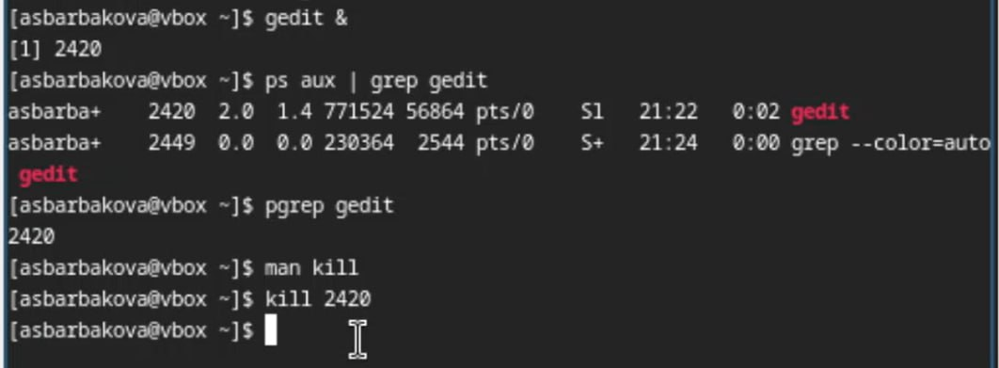 [asbarbakova@vbox ~]$ gedit &
[1] 2420
[asbarbakova@vbox ~]$ ps aux | grep gedit
asbarba+    2420  2.0  1.4 771524 56864 pts/0    Sl   21:22   0:02 gedit
asbarba+    2449  0.0  0.0 230364  2544 pts/0    S+   21:24   0:00 grep --color=auto
 gedit
[asbarbakova@vbox ~]$ pgrep gedit
2420
[asbarbakova@vbox ~]$ man kill
[asbarbakova@vbox ~]$ kill 2420
[asbarbakova@vbox ~]$